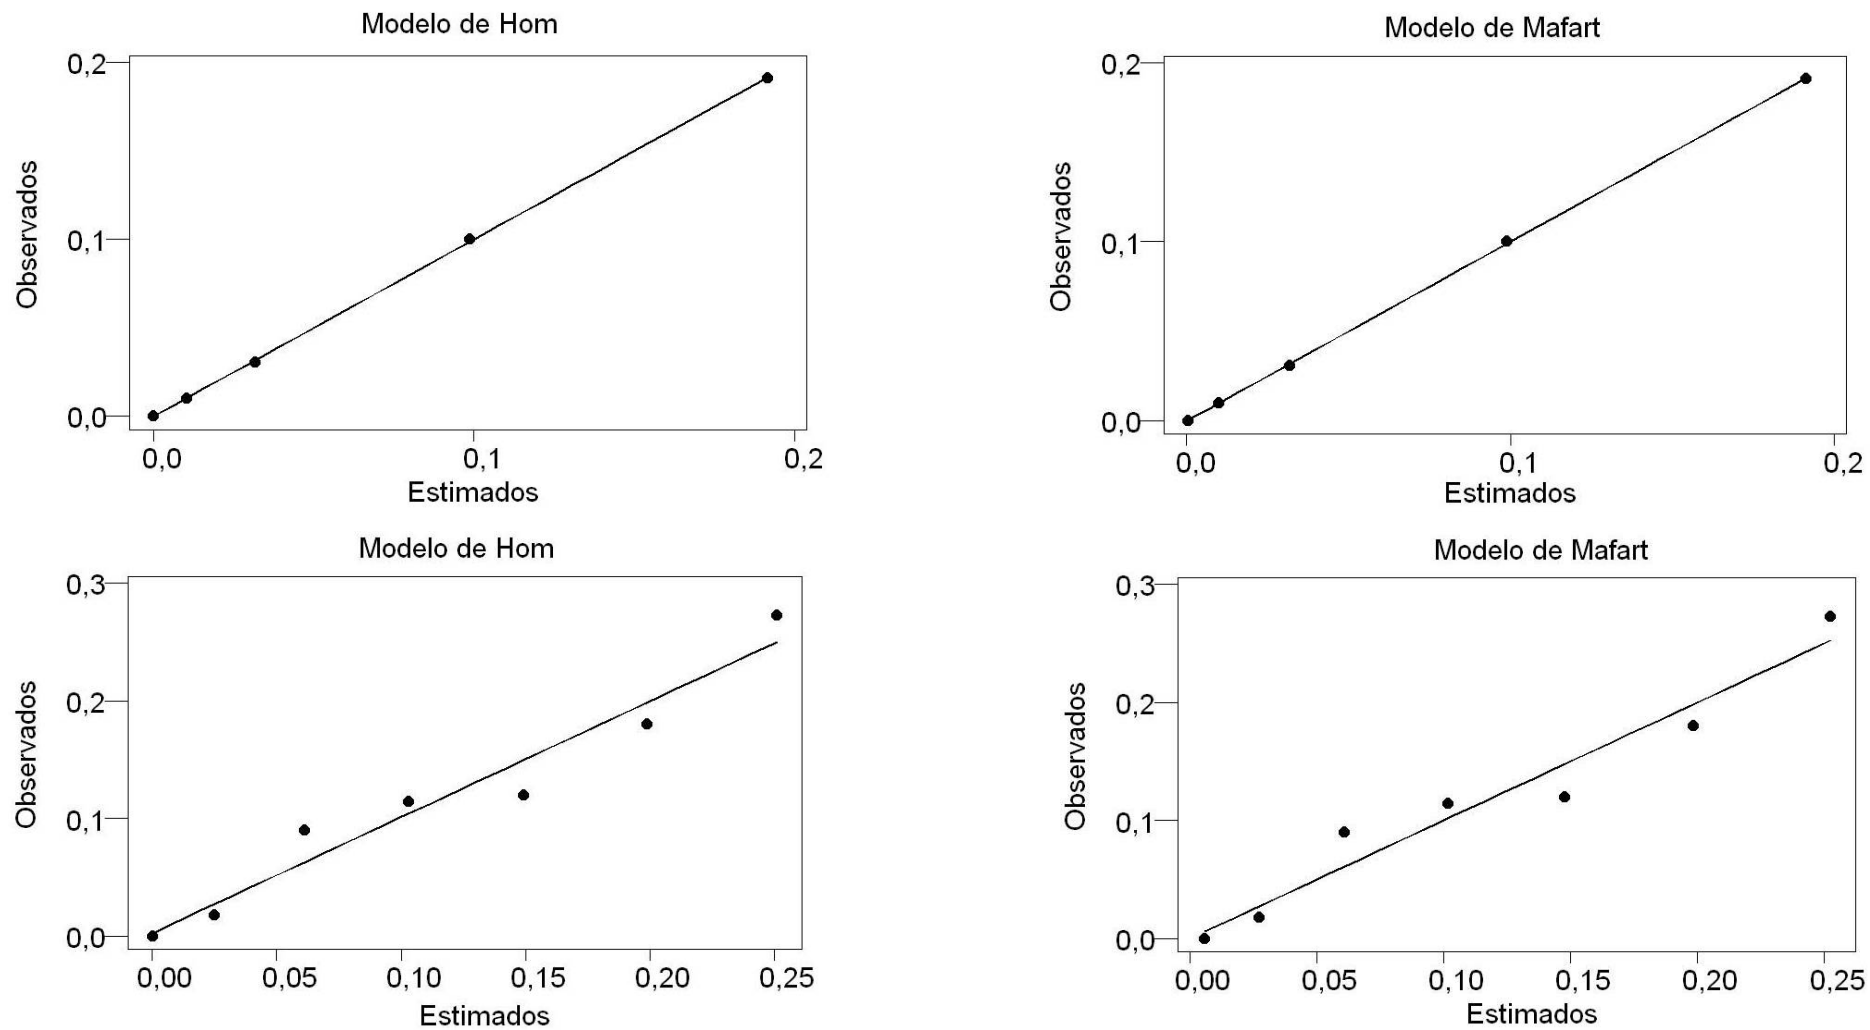 Modelo de Hom
0,2
0,1
0,0
Observados
0,0 0,1 0,2
Estimados
Modelo de Mafart
0,2
0,1
0,0
Observados
0,0 0,1 0,2
Estimados
Modelo de Hom
0,3
0,2
0,1
0,0
Observados
0,00 0,05 0,10 0,15 0,20 0,25
Estimados
Modelo de Mafart
0,3
0,2
0,1
0,0
Observados
0,00 0,05 0,10 0,15 0,20 0,25
Estimados